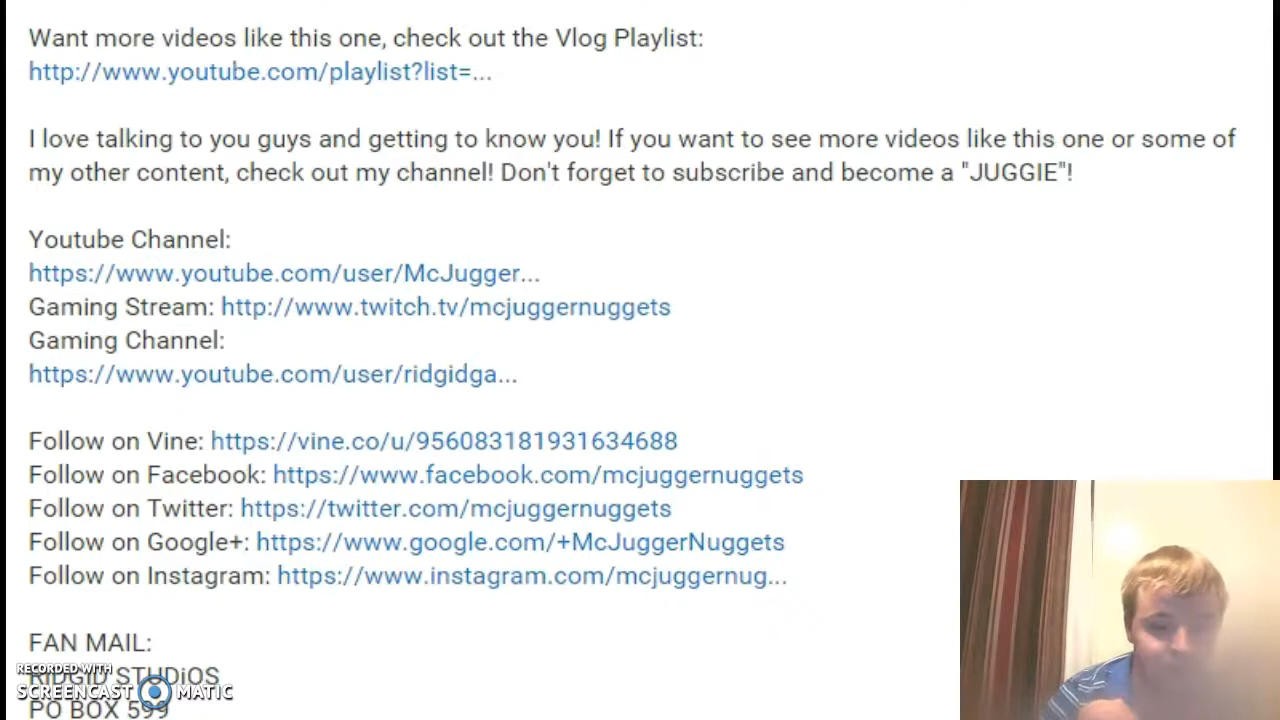 Want more videos like this one, check out the Vlog Playlist:
http://www.youtube.com/playlist?list=...
I love talking to you guys and getting to know you! If you want to see more videos like this one or some of
my other content, check out my channel! Don't forget to subscribe and become a "JUGGIE"!
Youtube Channel:
https://www.youtube.com/user/McJugger...
Gaming Stream: http://www.twitch.tv/mcjuggernuggets
Gaming Channel:
https://www.youtube.com/user/ridgidga...
Follow on Vine: https://vine.co/u/956083181931634688
Follow on Facebook: https://www.facebook.com/mcjuggernuggets
Follow on Twitter: https://twitter.com/mcjuggernuggets
Follow on Google+: https://www.google.com/+McJuggerNuggets
Follow on Instagram: https://www.instagram.com/mcjuggernug...
FAN MAIL:
RECORDED WITH
RIDGID STUDiOS
SCREENCAST MATIC
PO BOX 599